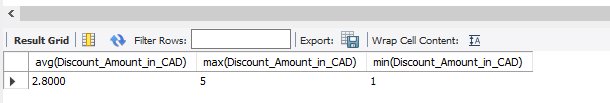 Result Grid Filter Rows: Export: Wrap Cell Content:
avg(Discount_Amount_in_CAD) max(Discount_Amount_in_CAD) min(Discount_Amount_in_CAD)
2.8000 5 1